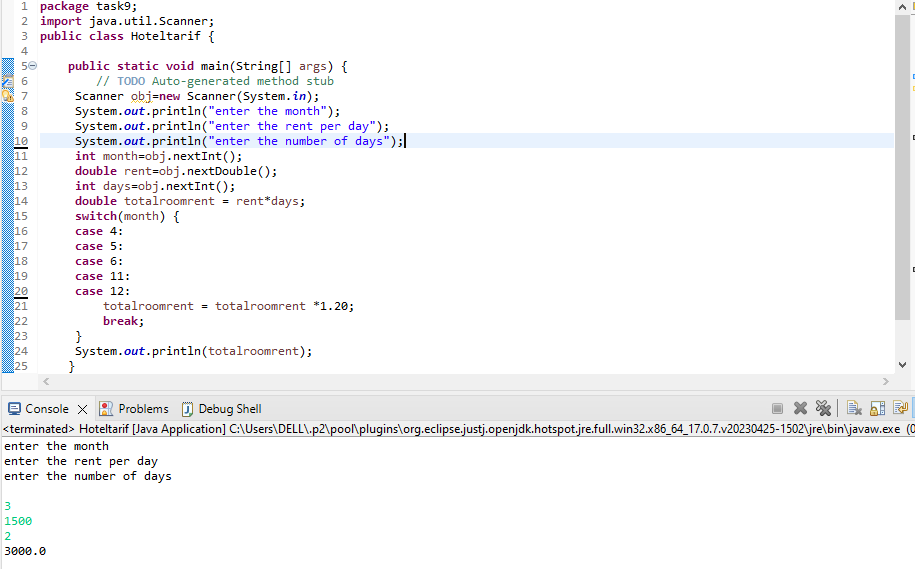 1 package task9;
2 import java.util.Scanner;
3 public class Hoteltarif {
4
5 public static void main(String[] args) {
6 // TODO Auto-generated method stub
7 Scanner obj=new Scanner(System.in);
8 System.out.println("enter the month");
9 System.out.println("enter the rent per day");
10 System.out.println("enter the number of days");
11 int month=obj.nextInt();
12 double rent=obj.nextDouble();
13 int days=obj.nextInt();
14 double totalroomrent = rent*days;
15 switch(month) {
16 case 4:
17 case 5:
18 case 6:
19 case 11:
20 case 12:
21 totalroomrent = totalroomrent *1.20;
22 break;
23 }
24 System.out.println(totalroomrent);
25 }
Console Problems Debug Shell
<terminated> Hoteltarif [Java Application] C:\Users\DELL\.p2\pool\plugins\org.eclipse.justj.openjdk.hotspot.jre.full.win32.x86_64_17.0.7.v20230425-1502\jre\bin\javaw.exe (0
enter the month
enter the rent per day
enter the number of days
3
1500
2
3000.0